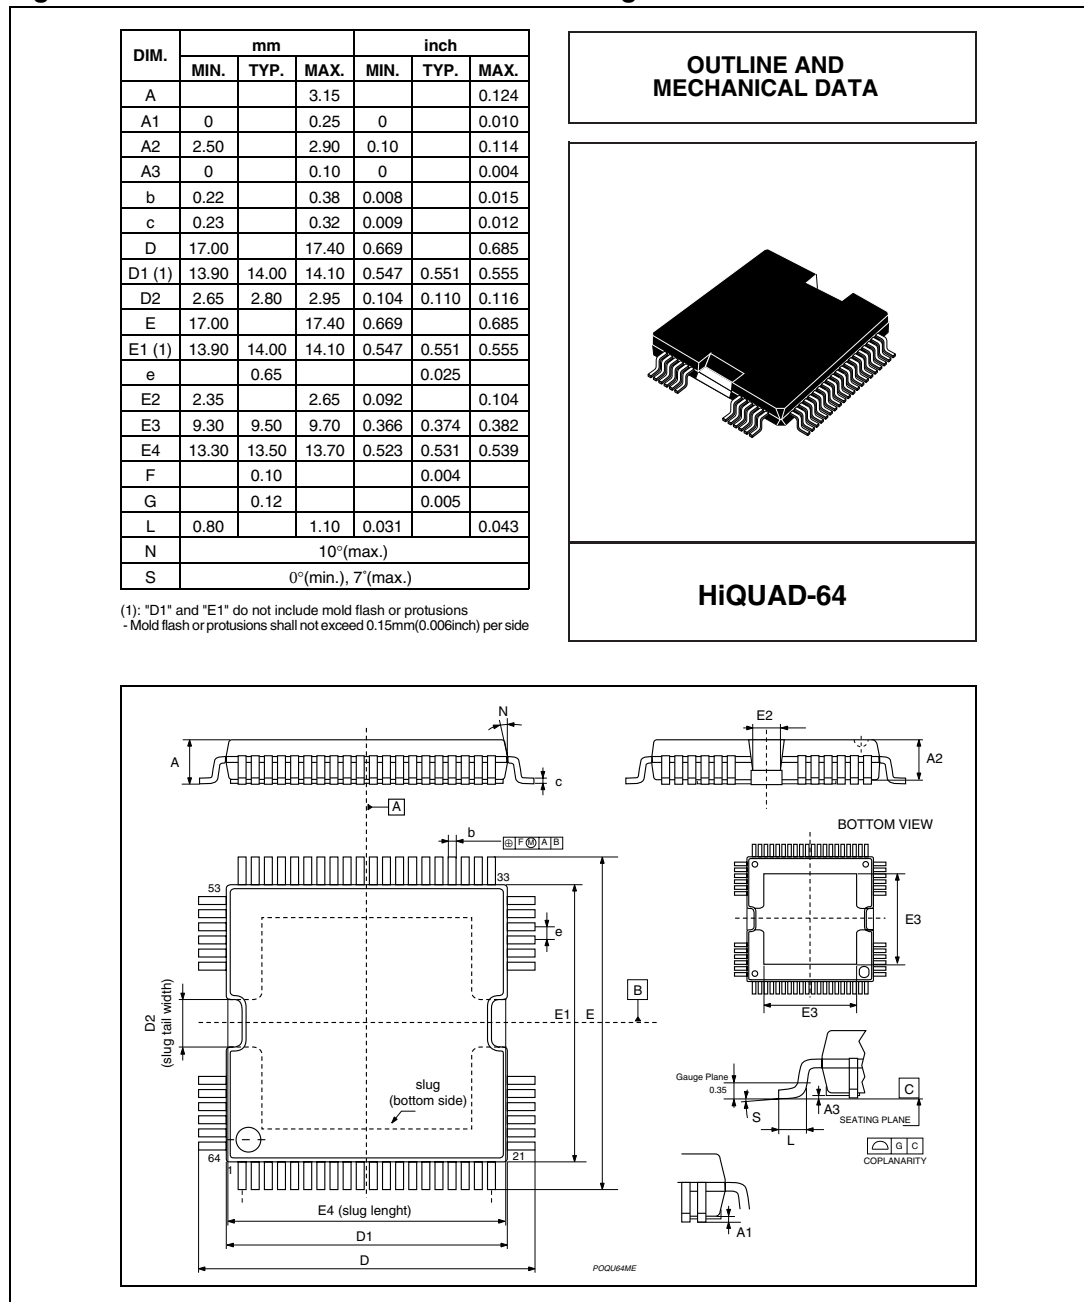 DIM. mm inch
MIN. TYP. MAX. MIN. TYP. MAX.
A 3.15 0.124
A1 0 0.25 0 0.010
A2 2.50 2.90 0.10 0.114
A3 0 0.10 0 0.004
b 0.22 0.38 0.008 0.015
c 0.23 0.32 0.009 0.012
D 17.00 17.40 0.669 0.685
D1 (1) 13.90 14.00 14.10 0.547 0.551 0.555
D2 2.65 2.80 2.95 0.104 0.110 0.116
E 17.00 17.40 0.669 0.685
E1 (1) 13.90 14.00 14.10 0.547 0.551 0.555
e 0.65 0.025
E2 2.35 2.65 0.092 0.104
E3 9.30 9.50 9.70 0.366 0.374 0.382
E4 13.30 13.50 13.70 0.523 0.531 0.539
F 0.10 0.004
G 0.12 0.005
L 0.80 1.10 0.031 0.043
N 10°(max.)
S 0°(min.), 7°(max.)
(1): "D1" and "E1" do not include mold flash or protusions
- Mold flash or protusions shall not exceed 0.15mm(0.006inch) per side
OUTLINE AND
MECHANICAL DATA
HiQUAD-64
N
A
c
A
E2
A2
BOTTOM VIEW
b
F M A B
53
33
e
E3
E3
B
E1
E
D2
(slug tail width)
slug
(bottom side)
64
1
21
E4 (slug lenght)
D1
D
Gauge Plane
0.35
S
L
A3
C
SEATING PLANE
G C
COPLANARITY
A1
POQU64ME